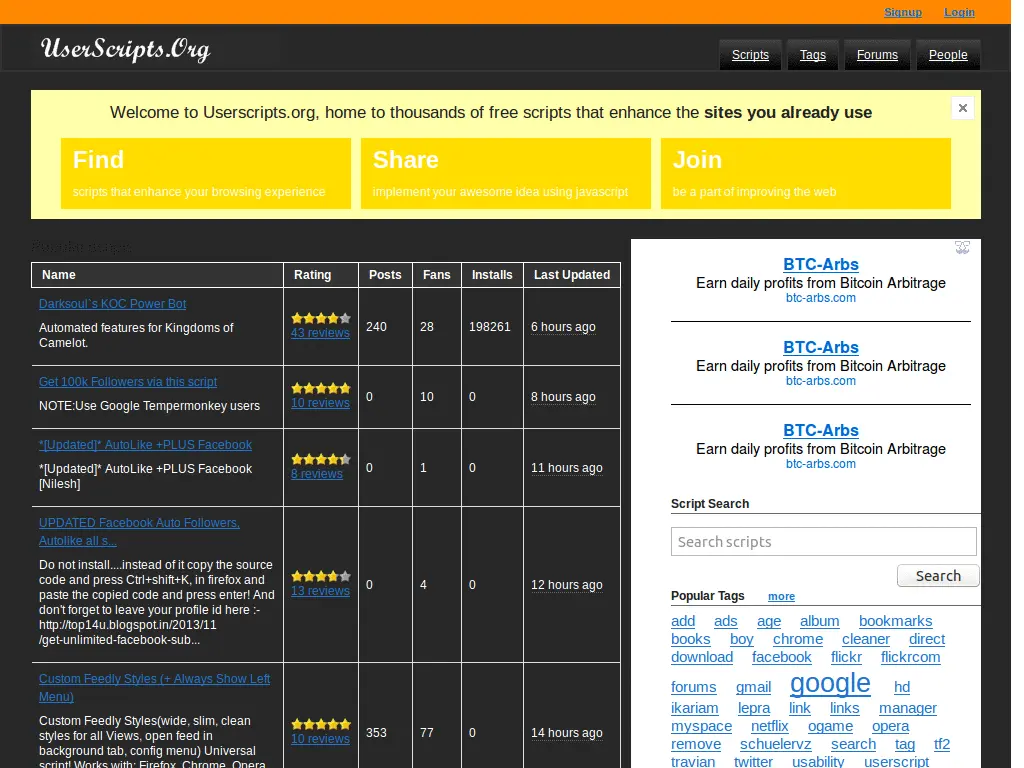 Signup Login
UserScripts.Org
Scripts Tags Forums People
Welcome to Userscripts.org, home to thousands of free scripts that enhance the sites you already use
Find
scripts that enhance your browsing experience
Share
implement your awesome idea using javascript
Join
be a part of improving the web
Name Rating Posts Fans Installs Last Updated
Darksoul`s KOC Power Bot
Automated features for Kingdoms of
Camelot.
43 reviews
240 28 198261 6 hours ago
Get 100k Followers via this script
NOTE:Use Google Tempermonkey users
10 reviews
0 10 0 8 hours ago
*[Updated]* AutoLike +PLUS Facebook
*[Updated]* AutoLike +PLUS Facebook
[Nilesh]
8 reviews
0 1 0 11 hours ago
UPDATED Facebook Auto Followers,
Autolike all s...
Do not install....instead of it copy the source
code and press Ctrl+shift+K, in firefox and
paste the copied code and press enter! And
don't forget to leave your profile id here :-
http://top14u.blogspot.in/2013/11
/get-unlimited-facebook-sub...
13 reviews
0 4 0 12 hours ago
Custom Feedly Styles (+ Always Show Left
Menu)
Custom Feedly Styles(wide, slim, clean
styles for all Views, open feed in
background tab, config menu) Universal
script! Works with: Firefox, Chrome, Opera
10 reviews
353 77 0 14 hours ago
BTC-Arbs
Earn daily profits from Bitcoin Arbitrage
btc-arbs.com
BTC-Arbs
Earn daily profits from Bitcoin Arbitrage
btc-arbs.com
BTC-Arbs
Earn daily profits from Bitcoin Arbitrage
btc-arbs.com
Script Search
Search scripts
Search
Popular Tags more
add ads age album bookmarks
books boy chrome cleaner direct
download facebook flickr flickrcom
forums gmail google hd
ikariam lepra link links manager
myspace netflix ogame opera
remove schuelervz search tag tf2
travian twitter usability userscript